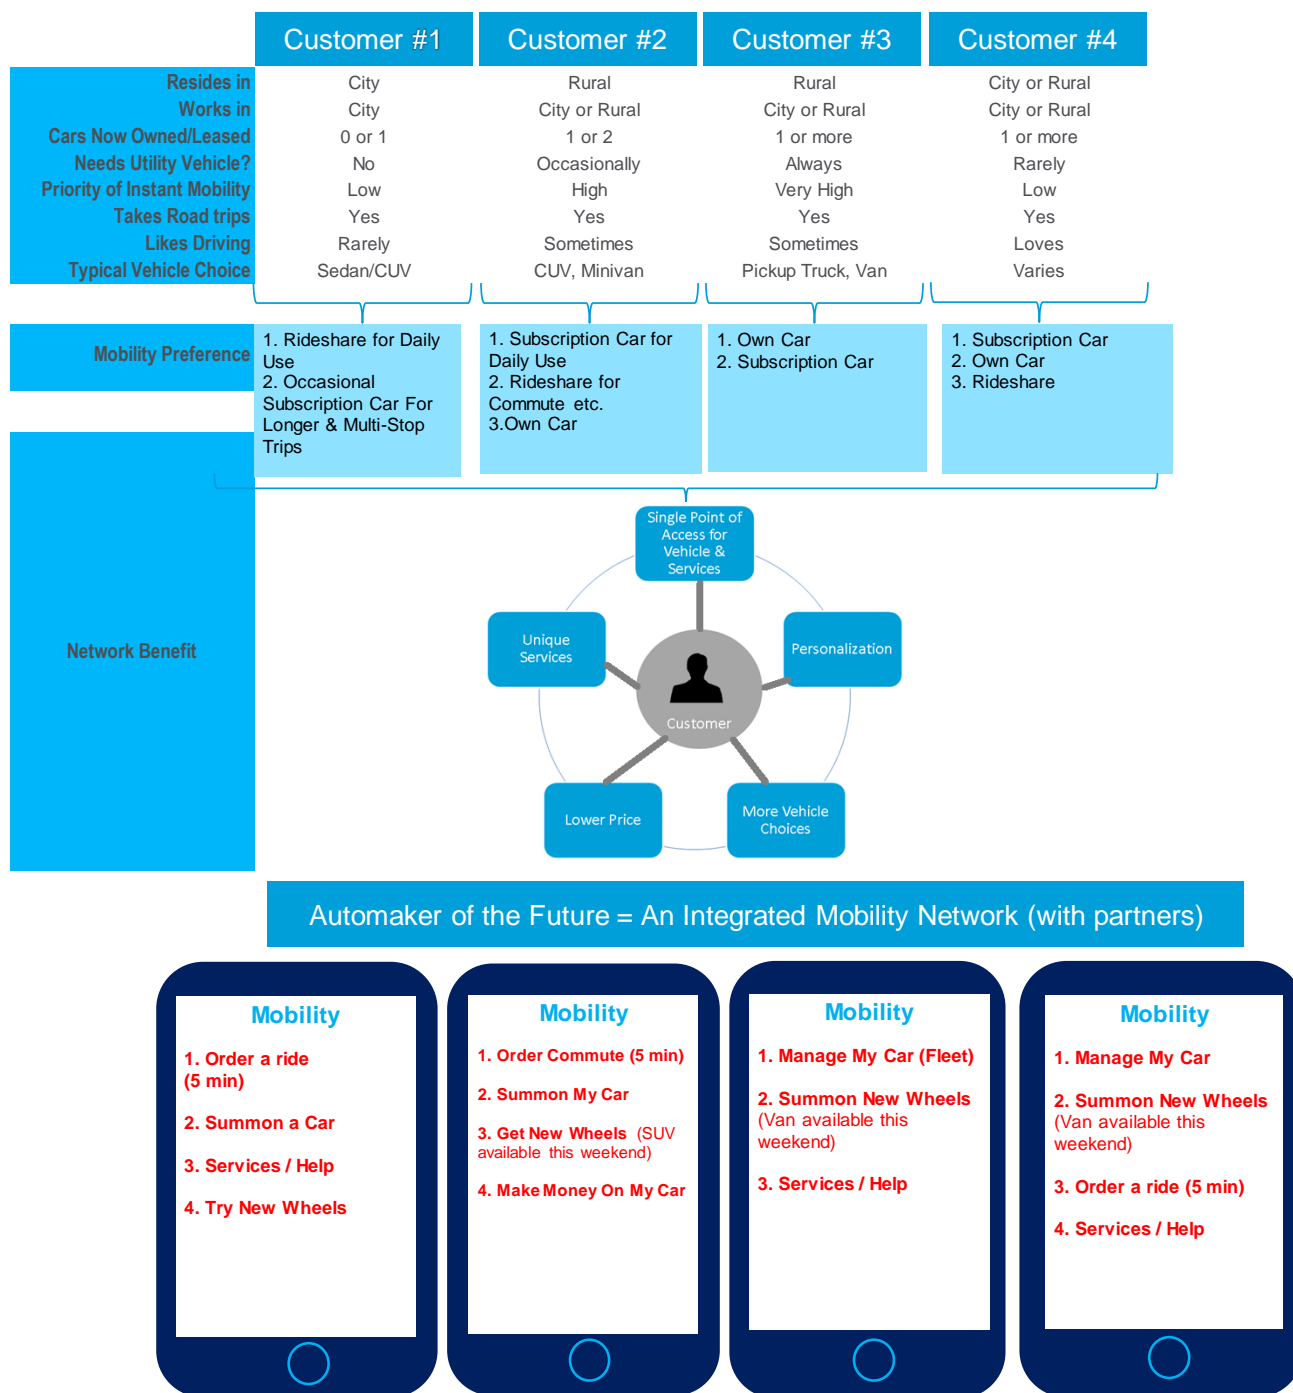 Customer #1 Customer #2 Customer #3 Customer #4
Resides in City Rural Rural City or Rural
Works in City City or Rural City or Rural City or Rural
Cars Now Owned/Leased 0 or 1 1 or 2 1 or more 1 or more
Needs Utility Vehicle? No Occasionally Always Rarely
Priority of Instant Mobility Low High Very High Low
Takes Road trips Yes Yes Yes Yes
Likes Driving Rarely Sometimes Sometimes Loves
Typical Vehicle Choice Sedan/CUV CUV, Minivan Pickup Truck, Van Varies
Mobility Preference
1. Rideshare for Daily
Use
2. Occasional
Subscription Car For
Longer & Multi-Stop
Trips
1. Subscription Car for
Daily Use
2. Rideshare for
Commute etc.
3.Own Car
1. Own Car
2. Subscription Car
1. Subscription Car
2. Own Car
3. Rideshare
Network Benefit
Single Point of
Access for
Vehicle &
Services
Unique
Services
Personalization
Customer
Lower Price
More Vehicle
Choices
Automaker of the Future = An Integrated Mobility Network (with partners)
Mobility
1. Order a ride
(5 min)
2. Summon a Car
3. Services / Help
4. Try New Wheels
Mobility
1. Order Commute (5 min)
2. Summon My Car
3. Get New Wheels (SUV
available this weekend)
4. Make Money On My Car
Mobility
1. Manage My Car (Fleet)
2. Summon New Wheels
(Van available this
weekend)
3. Services / Help
Mobility
1. Manage My Car
2. Summon New Wheels
(Van available this
weekend)
3. Order a ride (5 min)
4. Services / Help